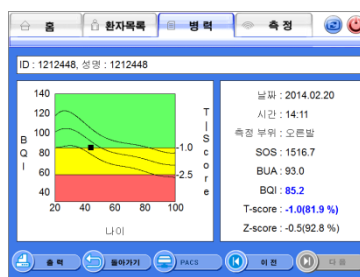 홈 환자목록 병력 측정
ID : 1212448, 성명 : 1212448
140
120
100
80
60
40
BQI
T-Score
-1.0
-2.5
20 40 60 80 100
나이
날짜 : 2014.02.20
시간 : 14:11
측정 부위 : 오른발
SOS : 1516.7
BUA : 93.0
BQI : 85.2
T-score : -1.0(81.9 %)
Z-score : -0.5(92.8 %)
출력 돌아가기 PACS 이전 다음